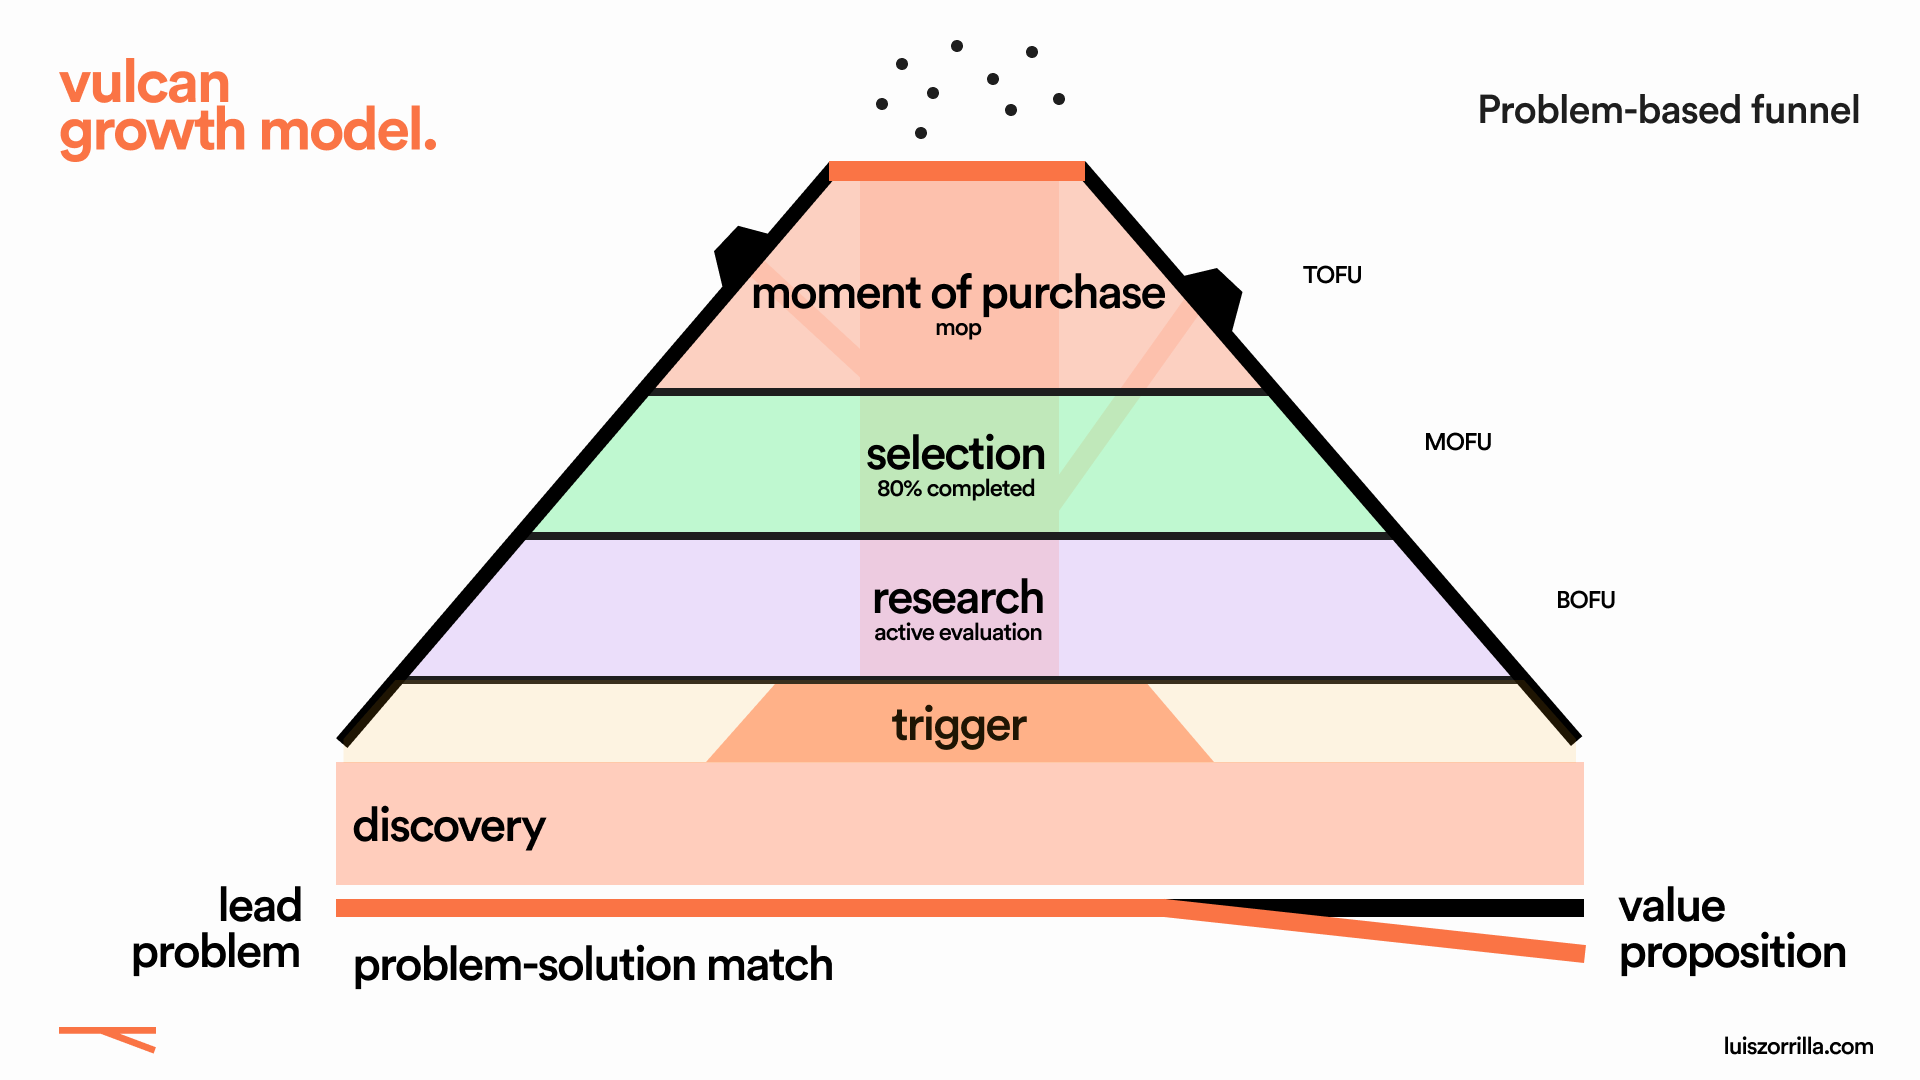 vulcan
growth model.
Problem-based funnel
TOFU
moment of purchase
mop
MOFU
selection
80% completed
BOFU
research
active evaluation
trigger
discovery
lead
problem
value
proposition
problem-solution match
luiszorrilla.com